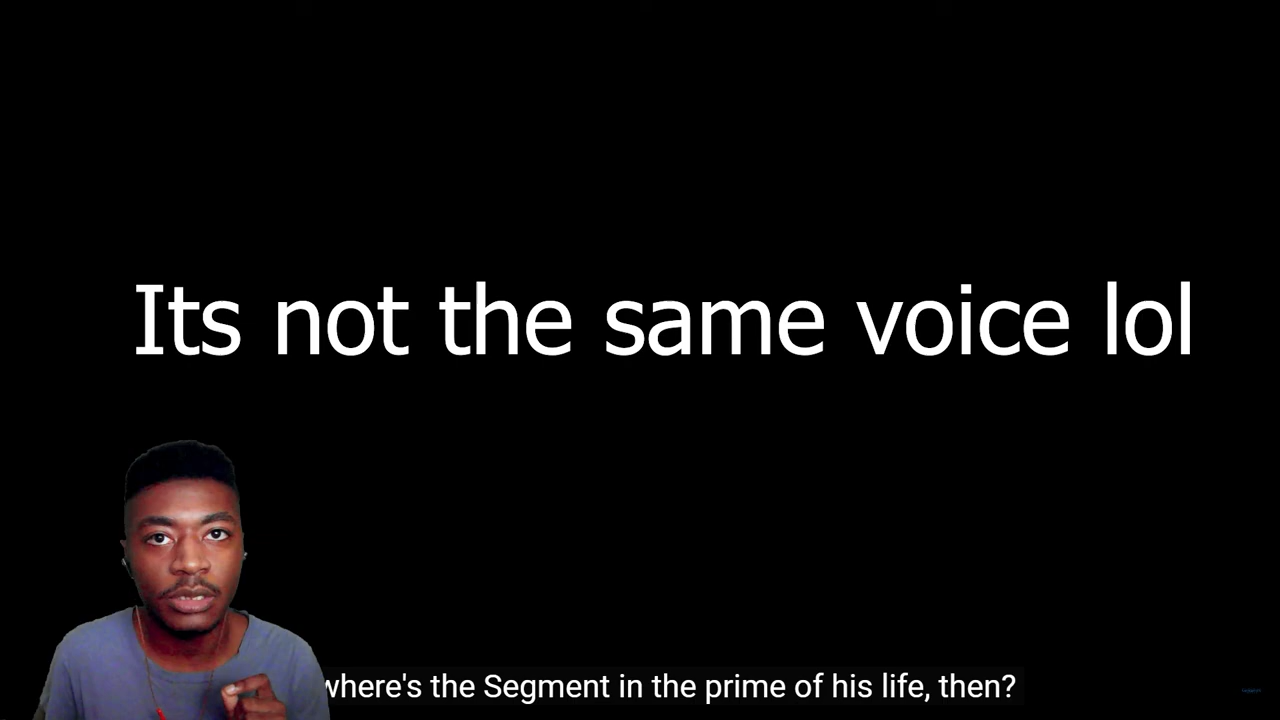 Its not the same voice lol
where's the Segment in the prime of his life, then?